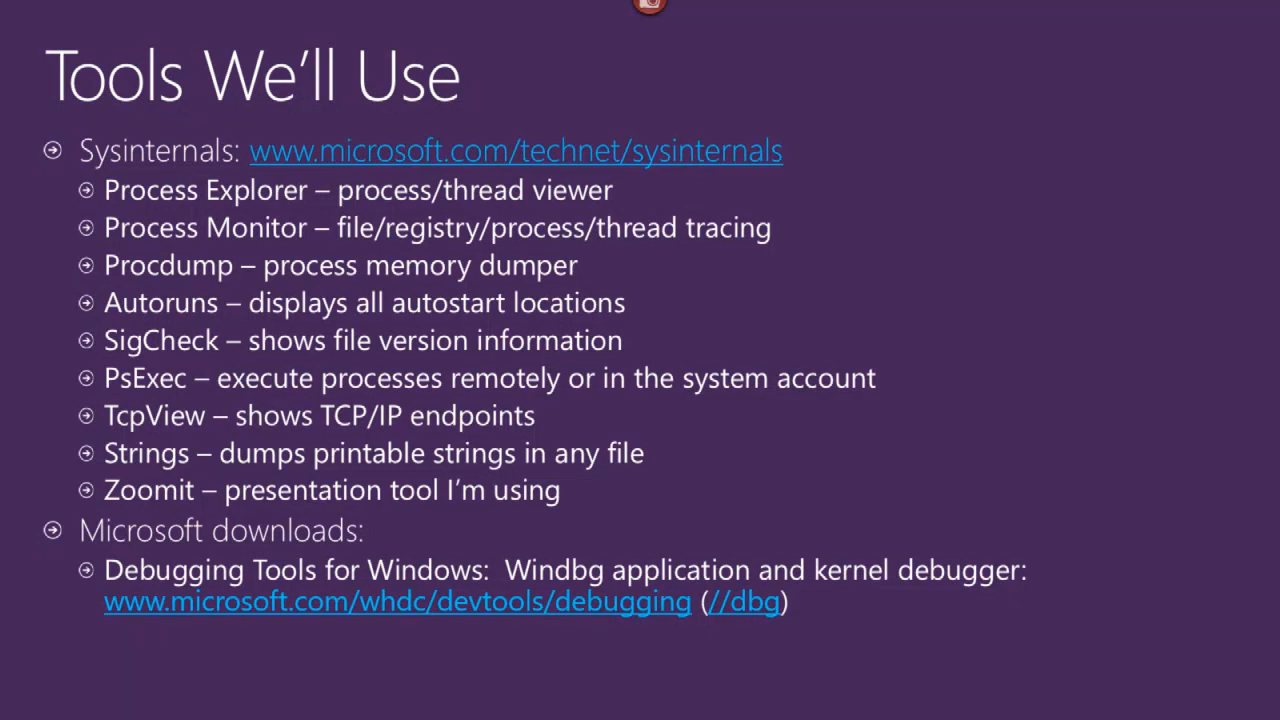 Tools We'll Use
Sysinternals: www.microsoft.com/technet/sysinternals
Process Explorer – process/thread viewer
Process Monitor – file/registry/process/thread tracing
Procdump – process memory dumper
Autoruns – displays all autostart locations
SigCheck – shows file version information
PsExec – execute processes remotely or in the system account
TcpView – shows TCP/IP endpoints
Strings – dumps printable strings in any file
Zoomit – presentation tool I'm using
Microsoft downloads:
Debugging Tools for Windows:  Windbg application and kernel debugger:
www.microsoft.com/whdc/devtools/debugging (//dbg)